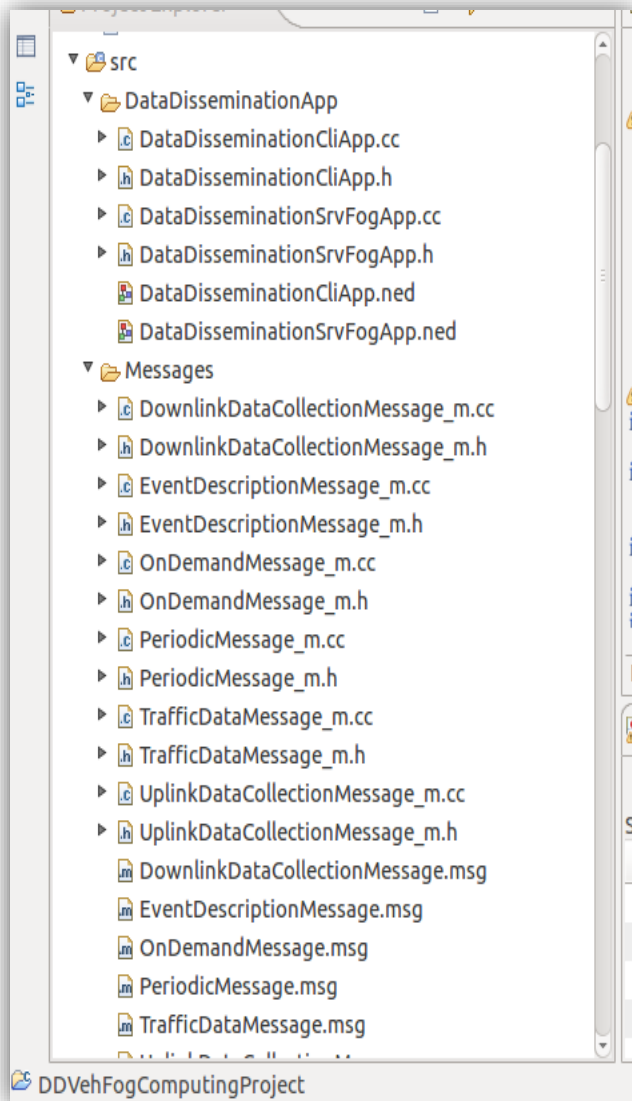 src
DataDisseminationApp
DataDisseminationCliApp.cc
DataDisseminationCliApp.h
DataDisseminationSrvFogApp.cc
DataDisseminationSrvFogApp.h
DataDisseminationCliApp.ned
DataDisseminationSrvFogApp.ned
Messages
DownlinkDataCollectionMessage_m.cc
DownlinkDataCollectionMessage_m.h
EventDescriptionMessage_m.cc
EventDescriptionMessage_m.h
OnDemandMessage_m.cc
OnDemandMessage_m.h
PeriodicMessage_m.cc
PeriodicMessage_m.h
TrafficDataMessage_m.cc
TrafficDataMessage_m.h
UplinkDataCollectionMessage_m.cc
UplinkDataCollectionMessage_m.h
DownlinkDataCollectionMessage.msg
EventDescriptionMessage.msg
OnDemandMessage.msg
PeriodicMessage.msg
TrafficDataMessage.msg
DDVehFogComputingProject